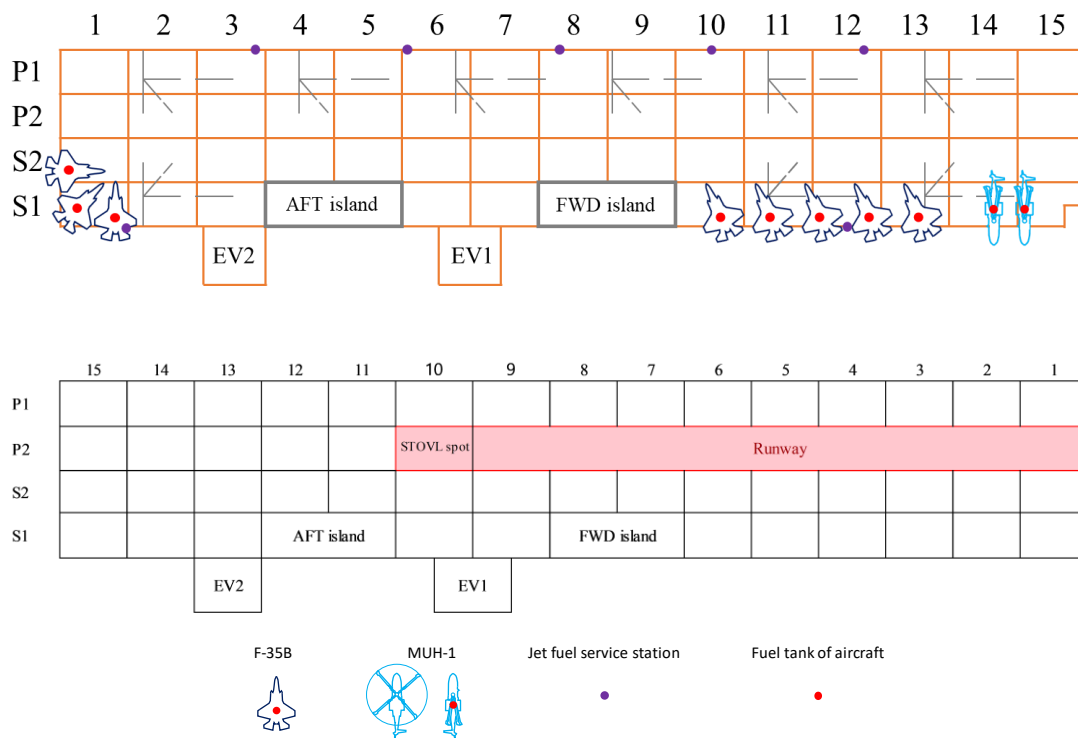 1 2 3 4 5 6 7 8 9 10 11 12 13 14 15
P1
P2
S2
S1 AFT island FWD island
EV2 EV1
15 14 13 12 11 10 9 8 7 6 5 4 3 2 1
P1
P2 STOVL spot Runway
S2
S1 AFT island FWD island
EV2 EV1
F-35B MUH-1 Jet fuel service station Fuel tank of aircraft